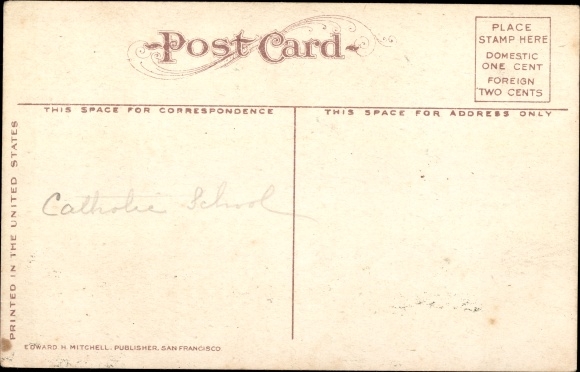 Post Card
PLACE
STAMP HERE
DOMESTIC
ONE CENT
FOREIGN
TWO CENTS
THIS SPACE FOR CORRESPONDENCE
THIS SPACE FOR ADDRESS ONLY
PRINTED IN THE UNITED STATES
Catholic School
EDWARD H. MITCHELL, PUBLISHER, SAN FRANCISCO